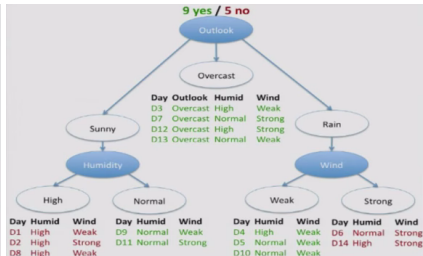 9 yes / 5 no
Outlook
Overcast
Day Outlook Humid Wind
D3 Overcast High Weak
D7 Overcast Normal Strong
D12 Overcast High Strong
D13 Overcast Normal Weak
Sunny
Rain
Humidity
Wind
High
Normal
Weak
Strong
Day Humid Wind
D1 High Weak
D2 High Strong
D8 High Weak
Day Humid Wind
D9 Normal Weak
D11 Normal Strong
Day Humid Wind
D4 High Weak
D5 Normal Weak
D10 Normal Weak
Day Humid Wind
D6 Normal Strong
D14 High Strong